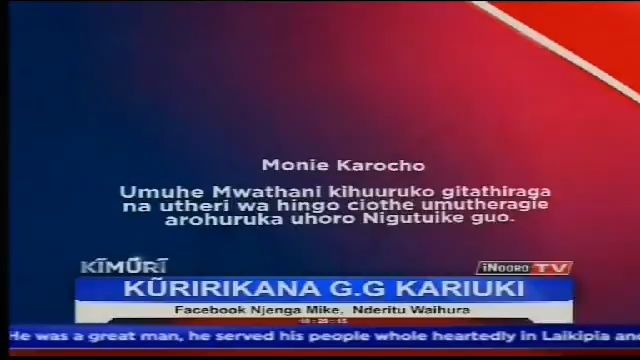 Monie Karocho
Umuhe Mwathani kihuuruko gitathiraga
na utheri wa hingo ciothe umutheragie
arohuruka uhoro Nigutuike guo.
KĨMŨRĨ
iNOORO TV
KŨRIRIKANA G.G KARIUKI
Facebook Njenga Mike, Nderitu Waihura
He was a great man, he served his people whole heartedly in Laikipia and